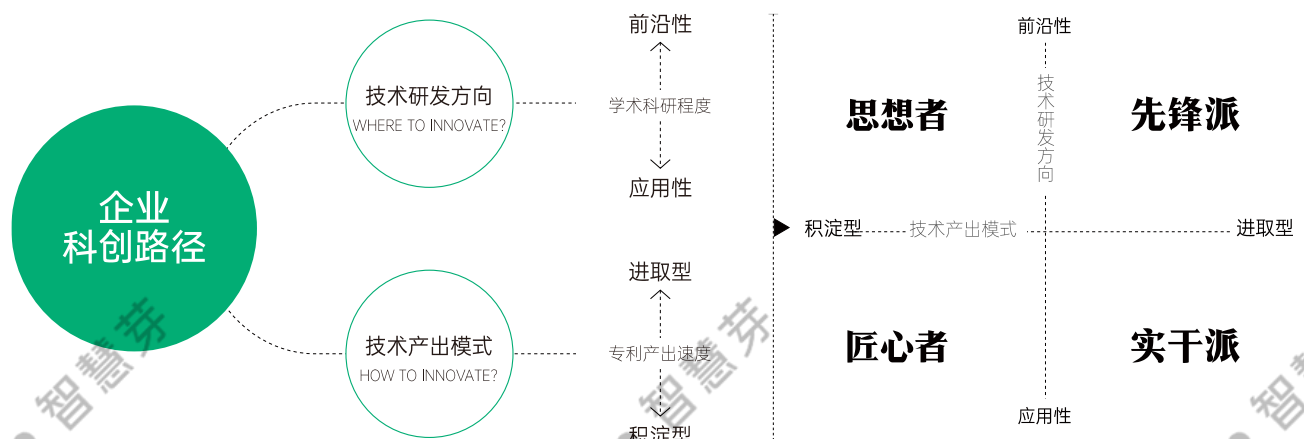 企业
科创路径
技术研发方向
WHERE TO INNOVATE?
前沿性
学术科研程度
应用性
技术产出模式
HOW TO INNOVATE?
进取型
专利产出速度
积淀型
前沿性
技术研发方向
思想者
先锋派
积淀型
技术产出模式
进取型
匠心者
实干派
应用性
智慧芽
智慧芽
智慧